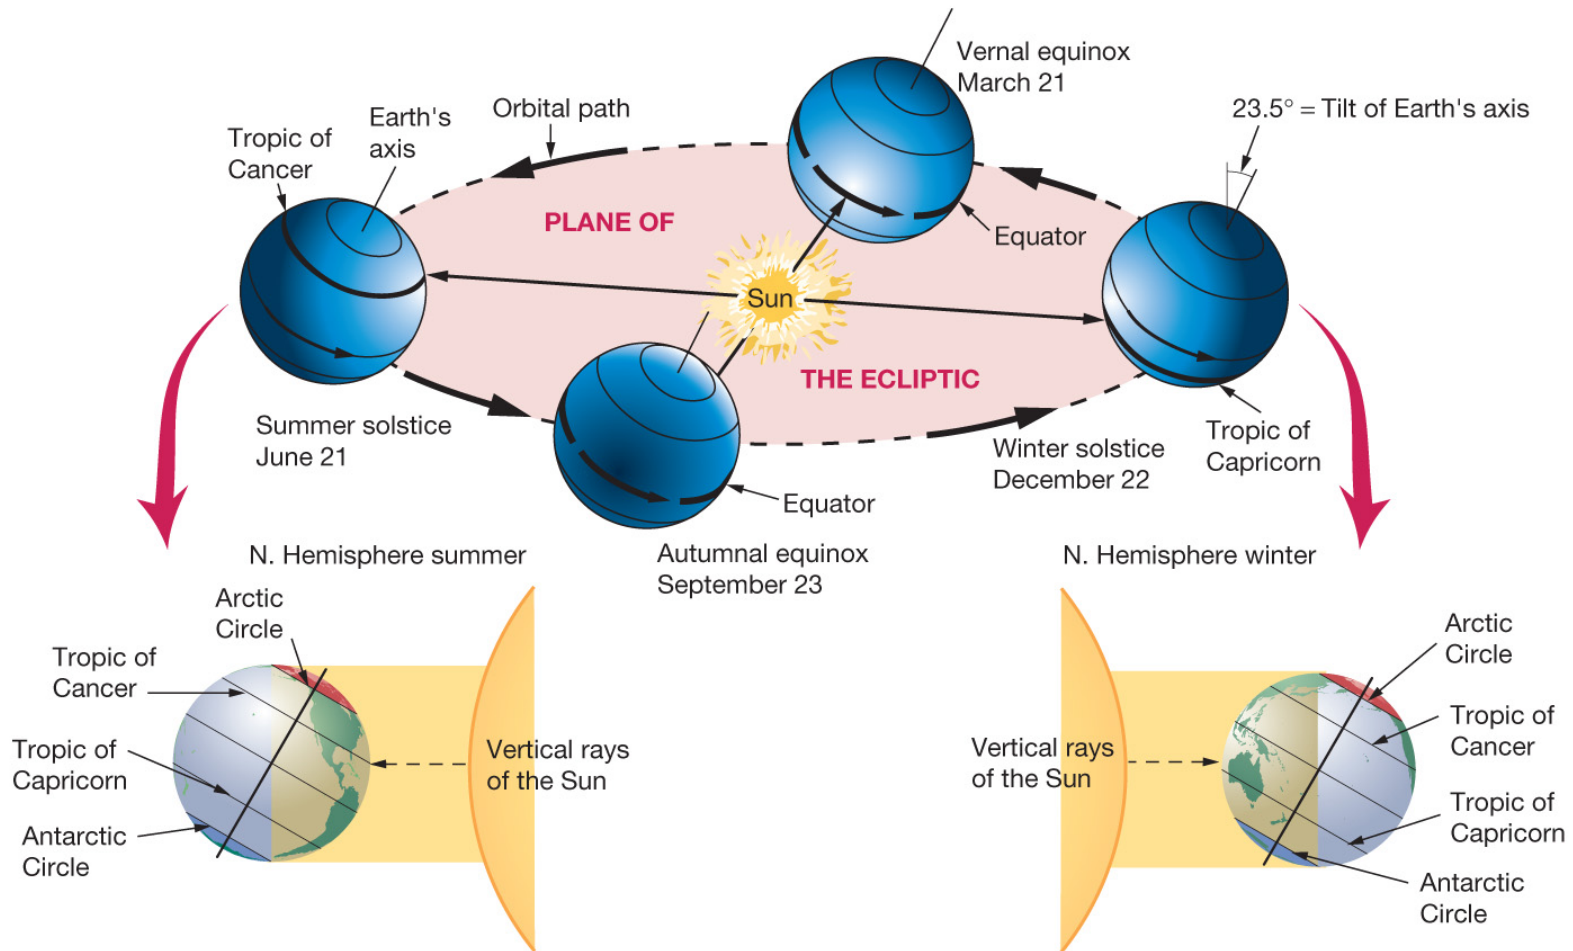 Vernal equinox
March 21
23.5° = Tilt of Earth's axis
Orbital path
Earth's
axis
Tropic of
Cancer
PLANE OF
Equator
Sun
THE ECLIPTIC
Summer solstice
June 21
Winter solstice
December 22
Tropic of
Capricorn
Equator
Autumnal equinox
September 23
N. Hemisphere summer
Arctic
Circle
Tropic of
Cancer
Tropic of
Capricorn
Antarctic
Circle
Vertical rays
of the Sun
N. Hemisphere winter
Vertical rays
of the Sun
Arctic
Circle
Tropic of
Cancer
Tropic of
Capricorn
Antarctic
Circle